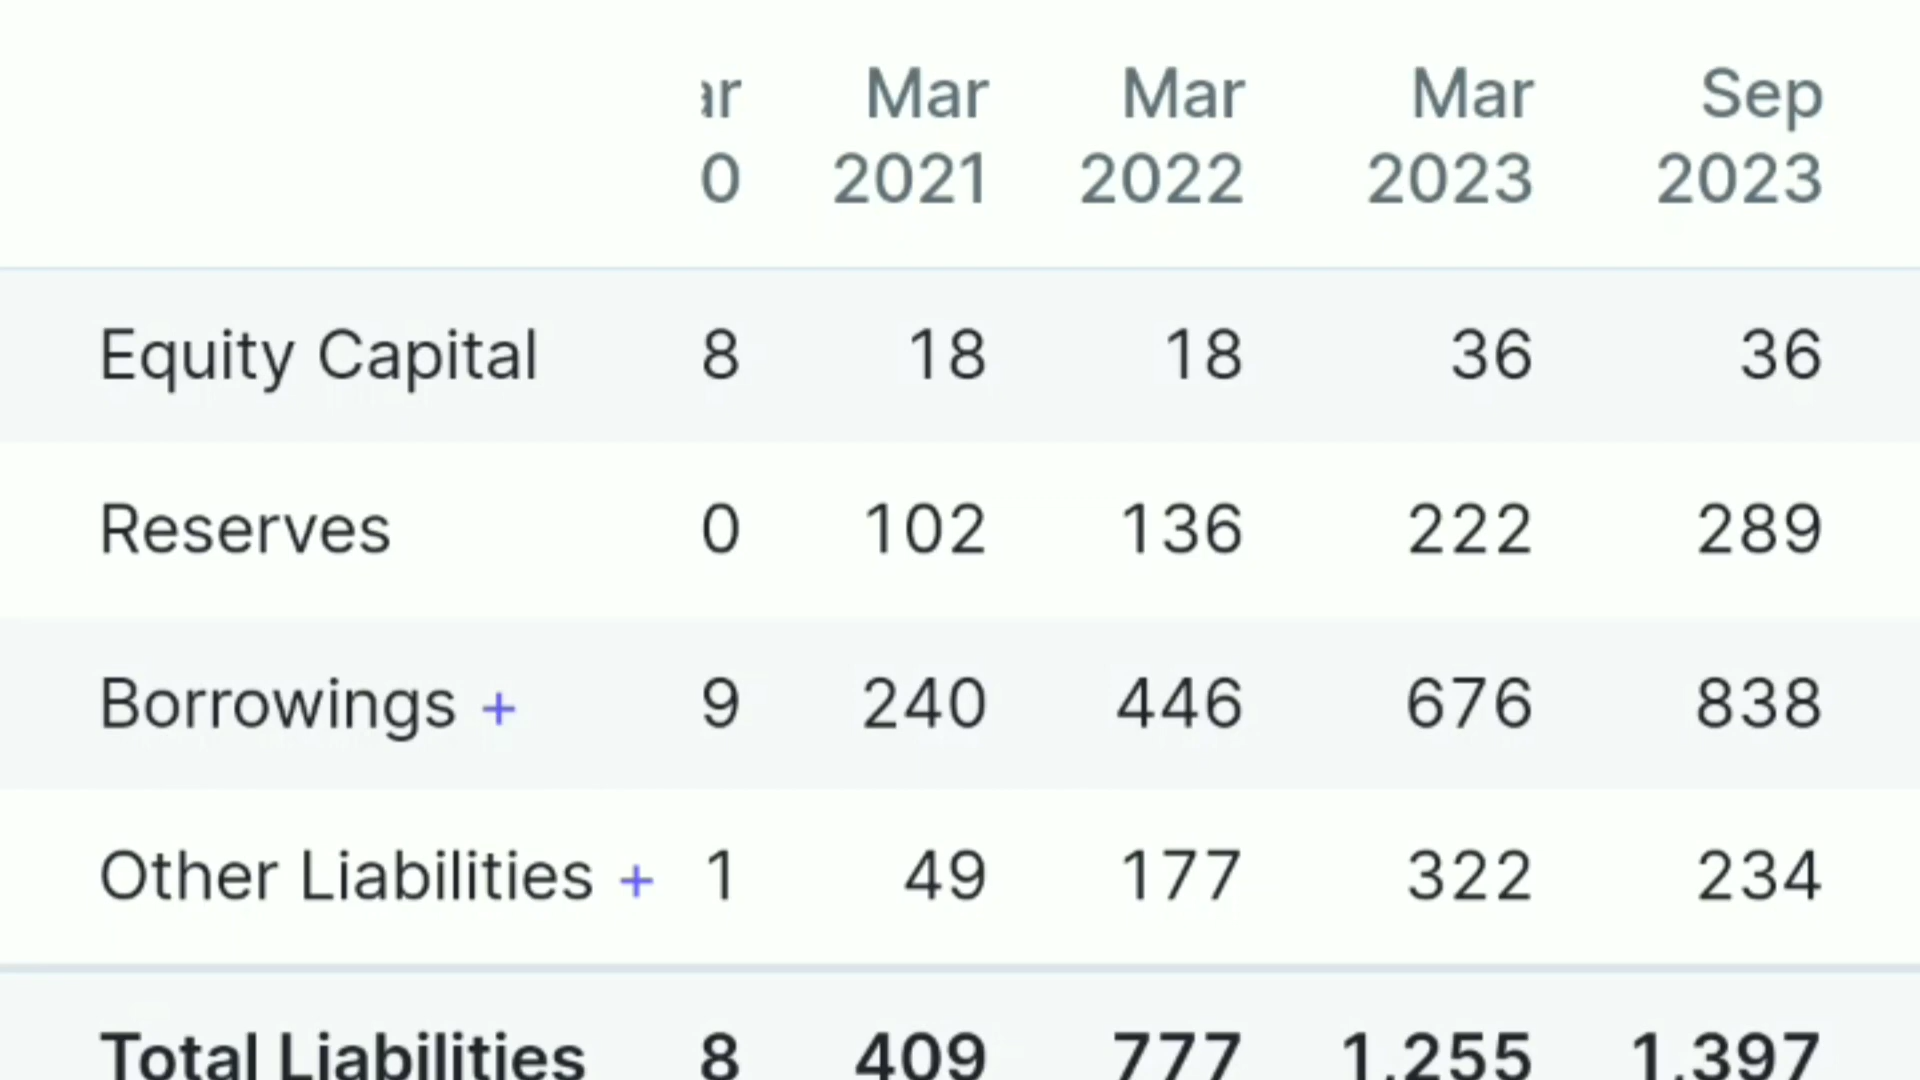 ar Mar Mar Mar Sep
0 2021 2022 2023 2023
Equity Capital 8 18 18 36 36
Reserves 0 102 136 222 289
Borrowings + 9 240 446 676 838
Other Liabilities + 1 49 177 322 234
Total Liabilities 8 409 777 1,255 1,397